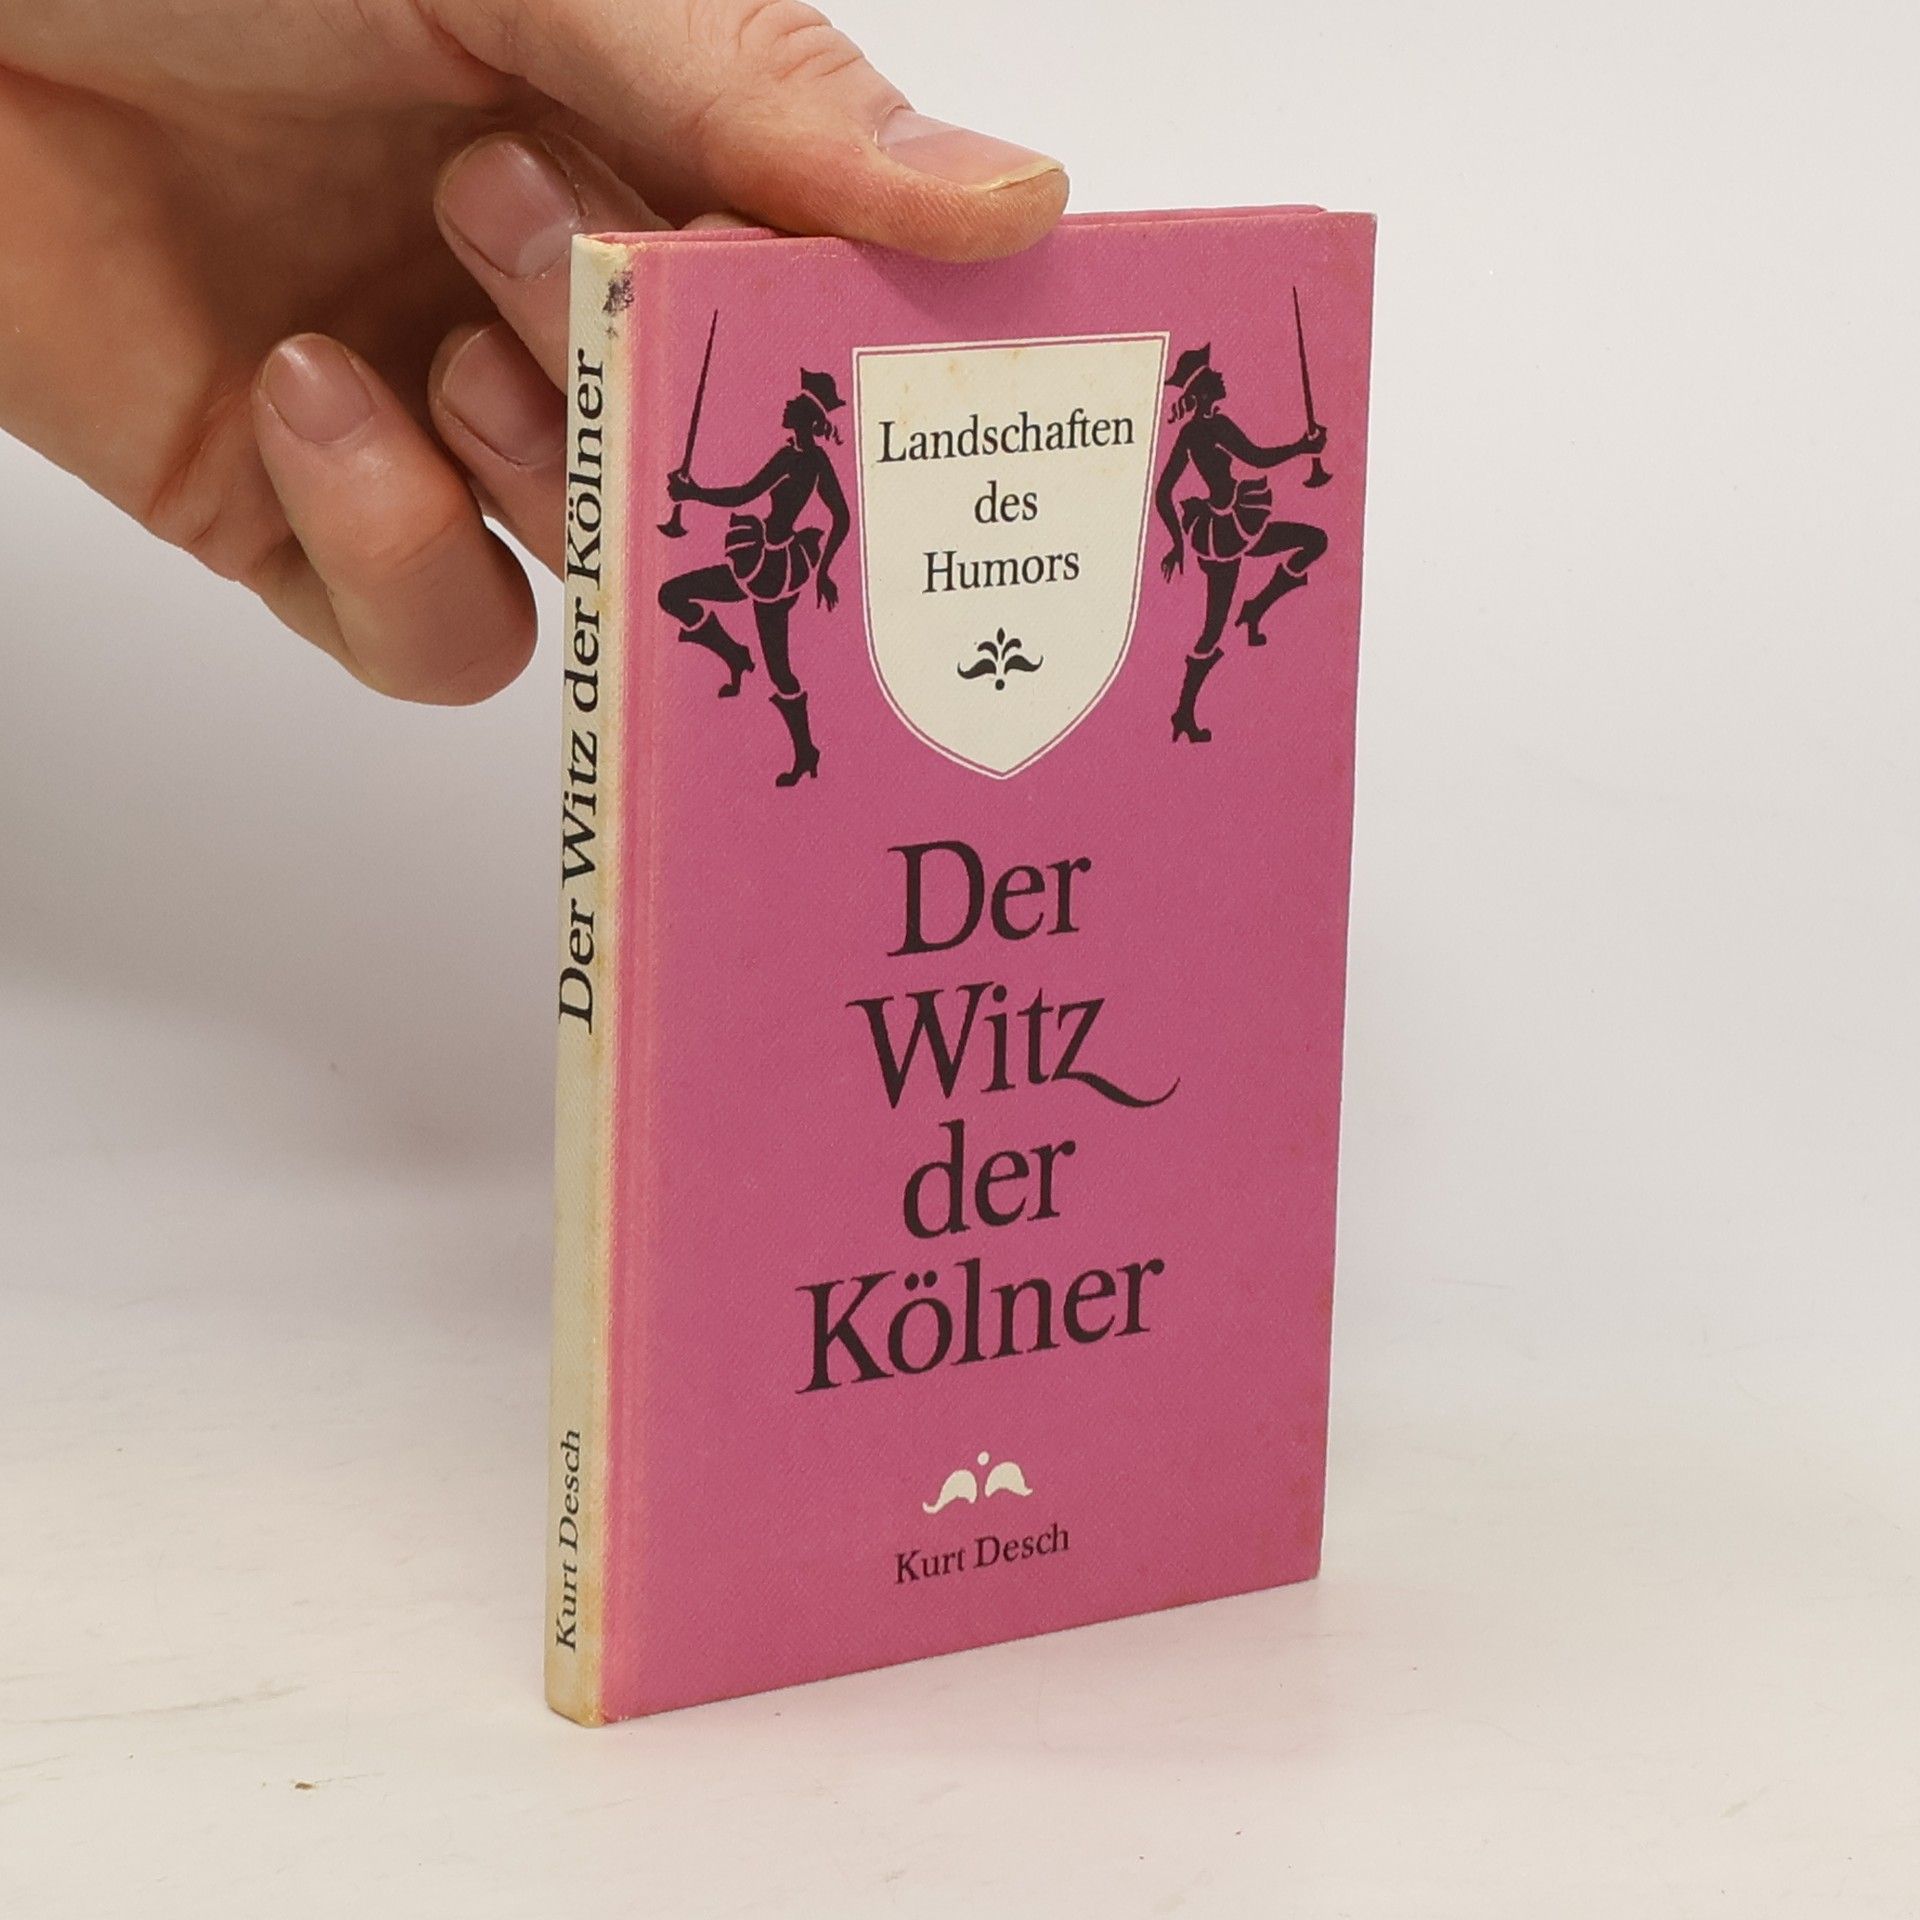 Der Witz der Kölner
Kurt Desch
Landschaften
des
Humors
Der
Witz
der
Kölner
Kurt Desch